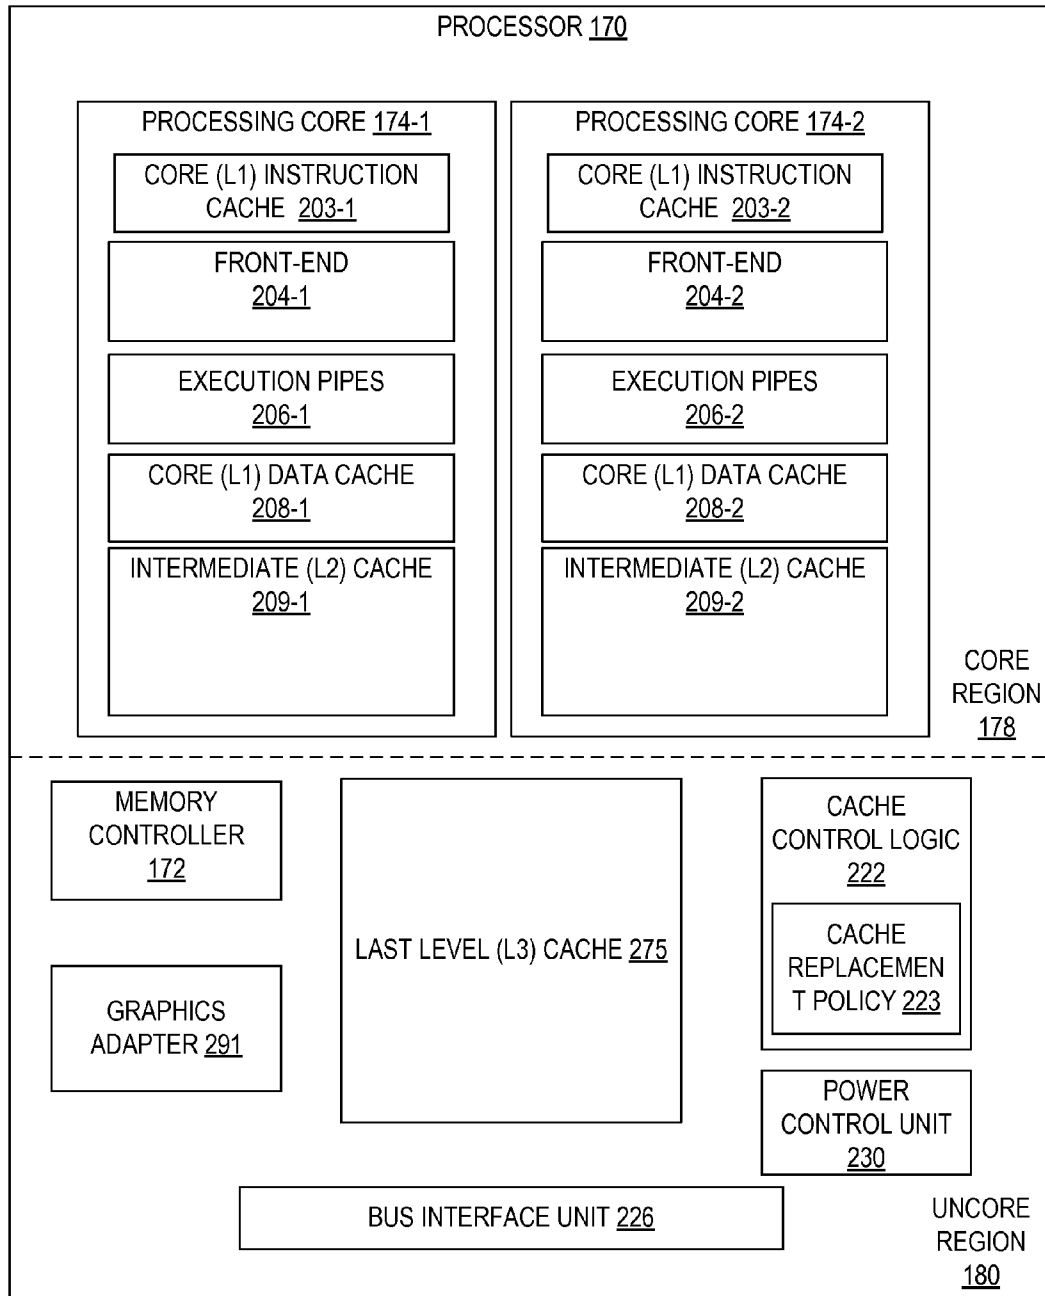 PROCESSOR 170
PROCESSING CORE 174-1
CORE (L1) INSTRUCTION
CACHE 203-1
FRONT-END
204-1
EXECUTION PIPES
206-1
CORE (L1) DATA CACHE
208-1
INTERMEDIATE (L2) CACHE
209-1
PROCESSING CORE 174-2
CORE (L1) INSTRUCTION
CACHE 203-2
FRONT-END
204-2
EXECUTION PIPES
206-2
CORE (L1) DATA CACHE
208-2
INTERMEDIATE (L2) CACHE
209-2
CORE
REGION
178
MEMORY
CONTROLLER
172
GRAPHICS
ADAPTER 291
LAST LEVEL (L3) CACHE 275
CACHE
CONTROL LOGIC
222
CACHE
REPLACEMEN
T POLICY 223
POWER
CONTROL UNIT
230
BUS INTERFACE UNIT 226
UNCORE
REGION
180